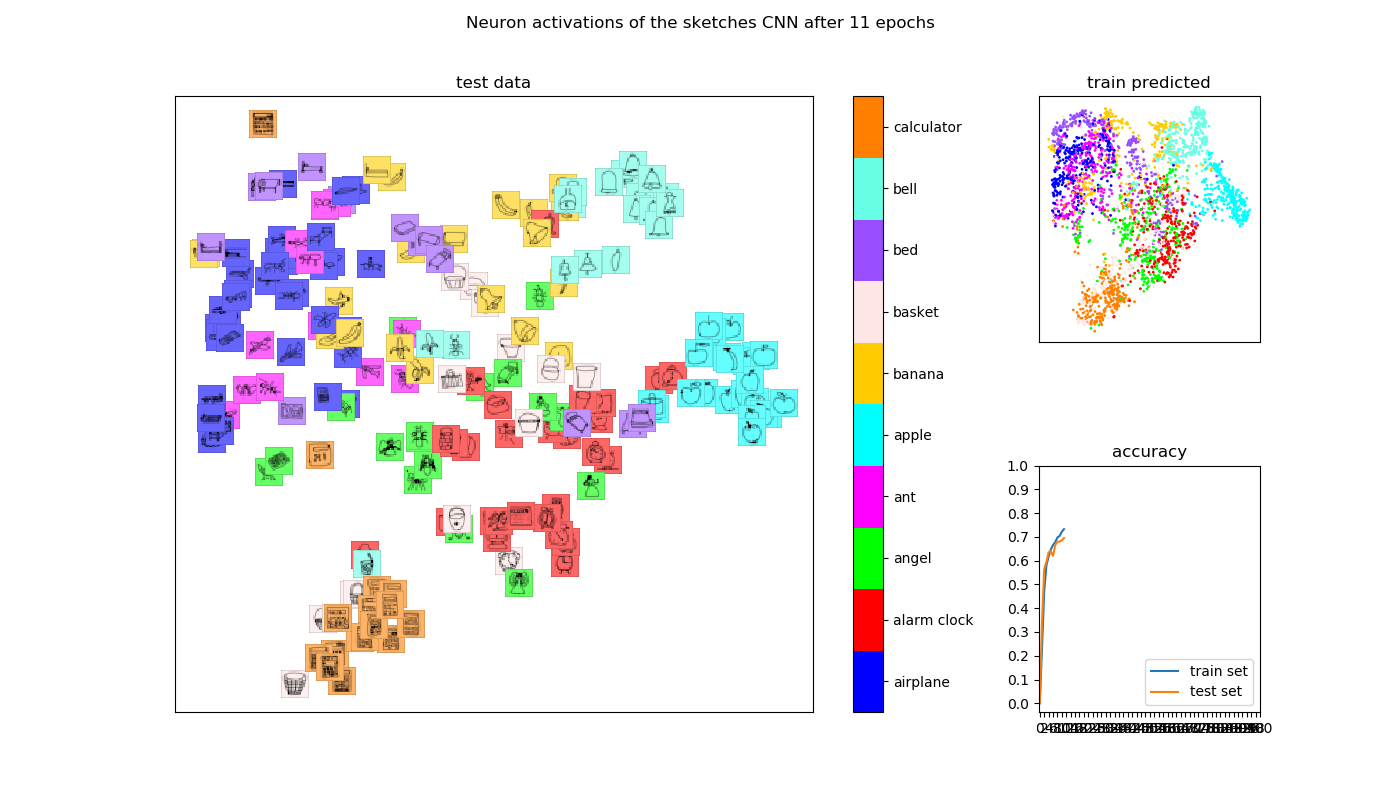 Neuron activations of the sketches CNN after 11 epochs
test data
calculator
bell
bed
basket
banana
apple
ant
angel
alarm clock
airplane
train predicted
accuracy
1.0
0.9
0.8
0.7
0.6
0.5
0.4
0.3
0.2
0.1
0.0
train set
test set